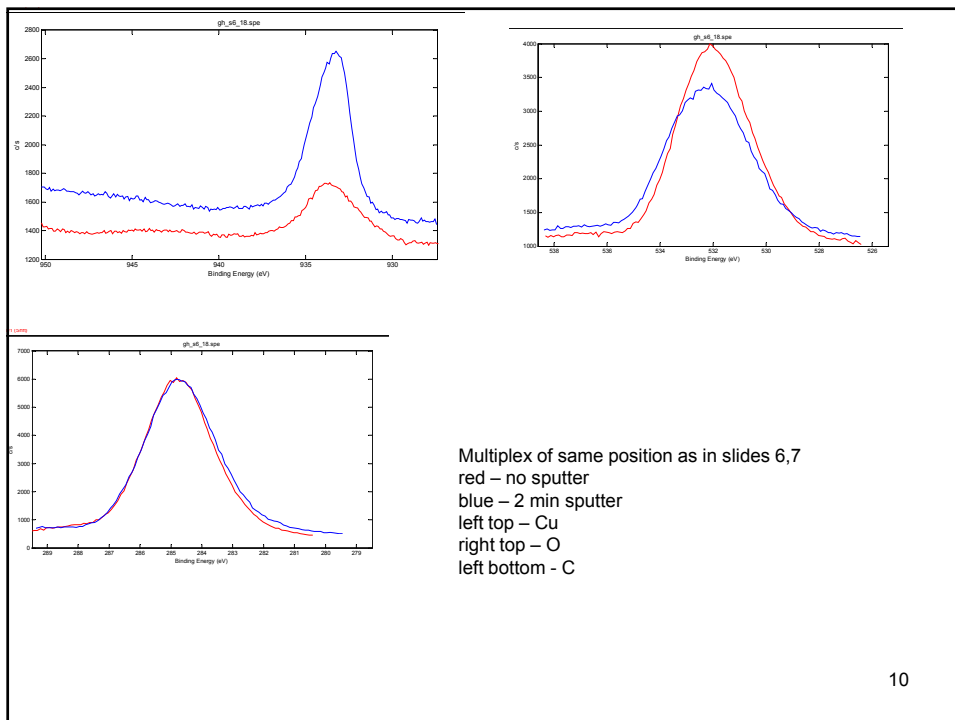 gh_s6_18.spe
2800
2600
2400
2200
2000
1800
1600
1400
1200
c/s
950 945 940 935 930
Binding Energy (eV)
gh_s6_18.spe
4000
3500
3000
2500
2000
1500
1000
c/s
538 536 534 532 530 528 526
Binding Energy (eV)
gh_s6_18.spe
7000
6000
5000
4000
3000
2000
1000
0
c/s
289 288 287 286 285 284 283 282 281 280 279
Binding Energy (eV)
Multiplex of same position as in slides 6,7
red – no sputter
blue – 2 min sputter
left top – Cu
right top – O
left bottom - C
10